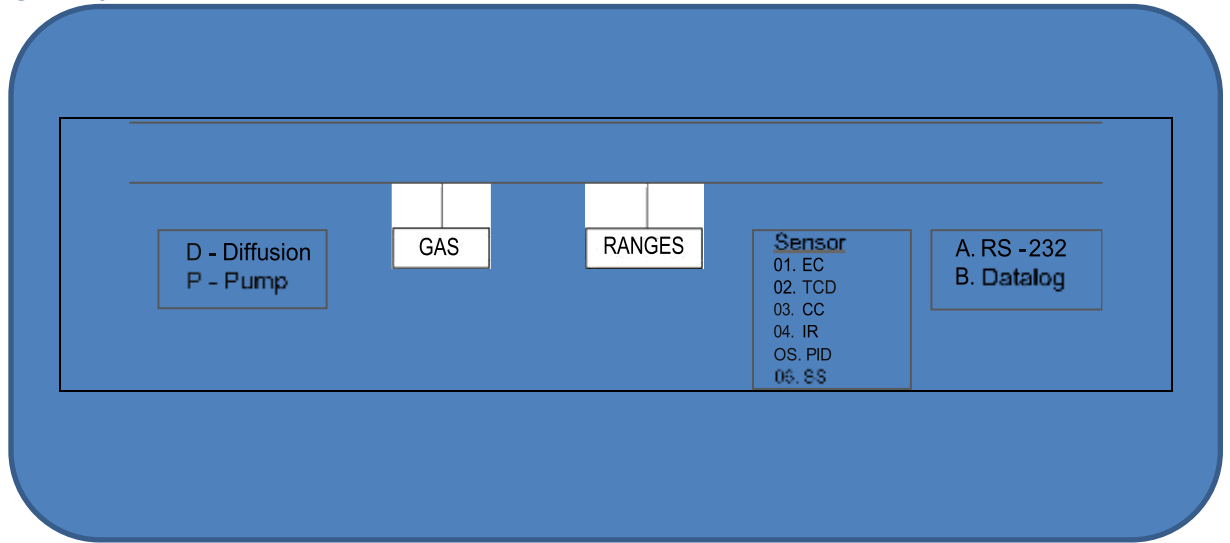 D - Diffusion
P - Pump
GAS
RANGES
Sensor
01. EC
02. TCD
03. CC
04. IR
OS. PID
06. SS
A. RS -232
B. Datalog